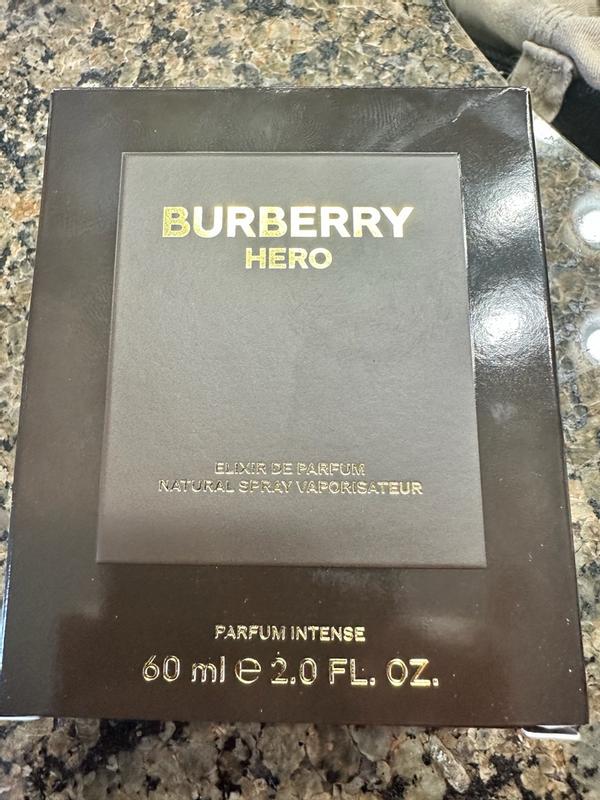 BURBERRY
HERO
ELIXIR DE PARFUM
NATURAL SPRAY VAPORISATEUR
PARFUM INTENSE
60 ml ℮ 2.0 FL. OZ.